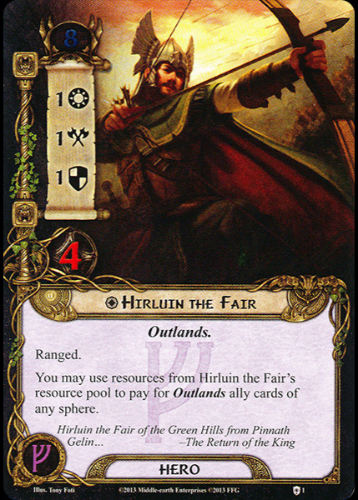 8
1
1
1
4
Hirluin the Fair
Outlands.
Ranged.
You may use resources from Hirluin the Fair's
resource pool to pay for Outlands ally cards of
any sphere.
Hirluin the Fair of the Green Hills from Pinnath
Gelin… –The Return of the King
HERO
Illus. Tony Foti ©2013 Middle-earth Enterprises ©2013 FFG 1